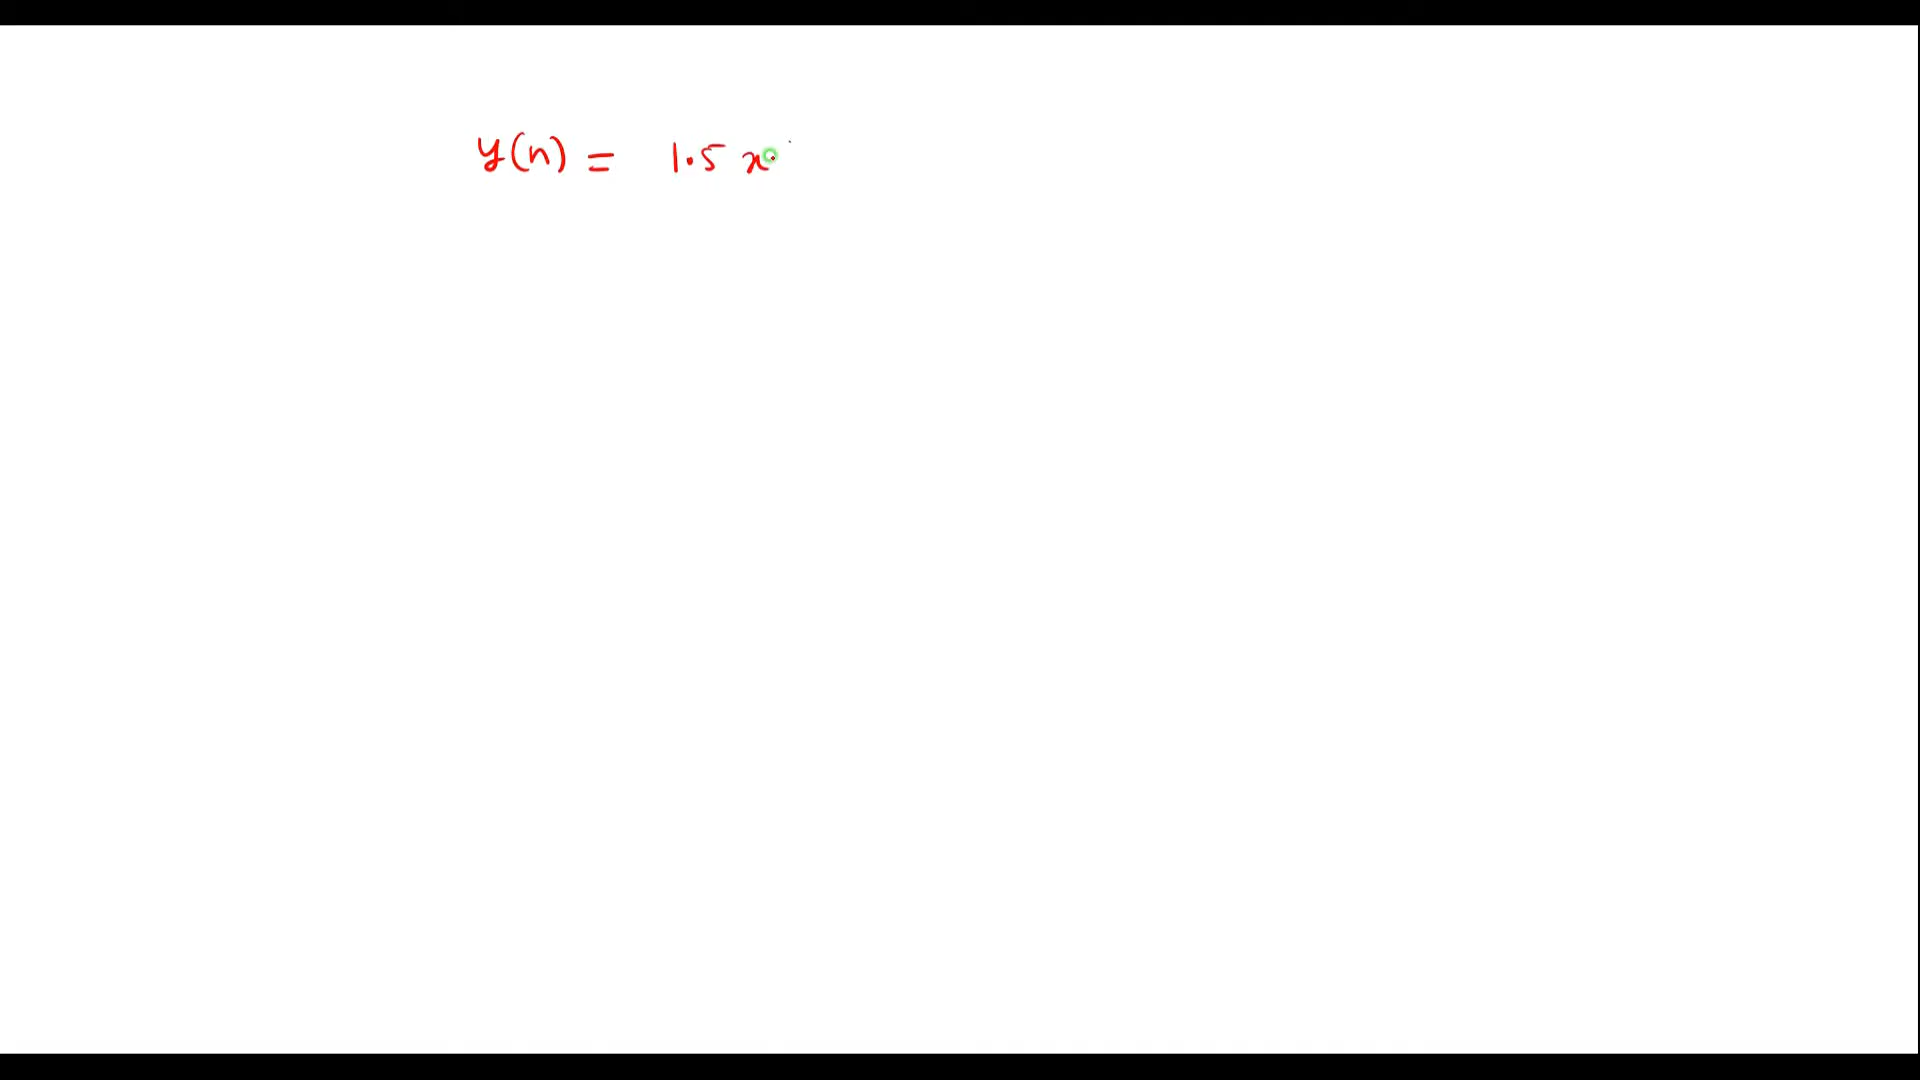 y(n) = 1.5 x